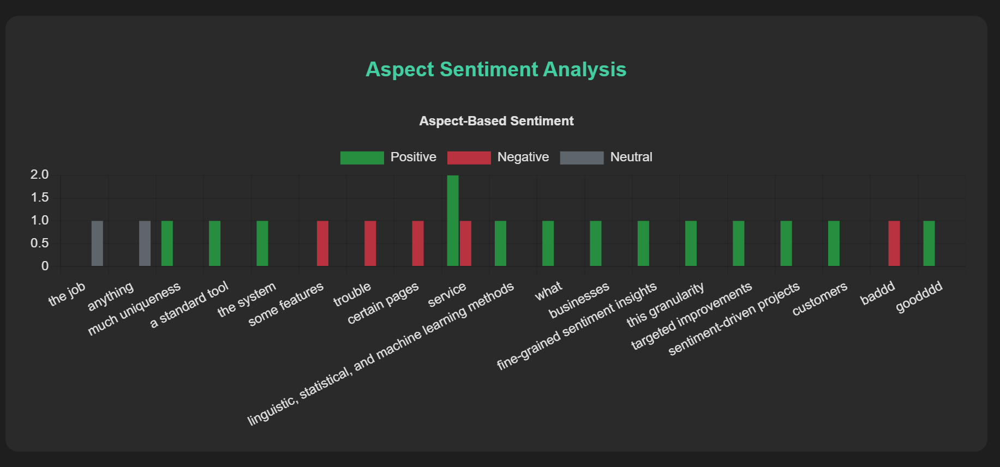 Aspect Sentiment Analysis
Aspect-Based Sentiment
Positive Negative Neutral
2.0
1.5
1.0
0.5
0
the job
anything
much uniqueness
a standard tool
the system
some features
trouble
certain pages
service
linguistic, statistical, and machine learning methods
what
businesses
fine-grained sentiment insights
this granularity
targeted improvements
sentiment-driven projects
customers
baddd
goodddd